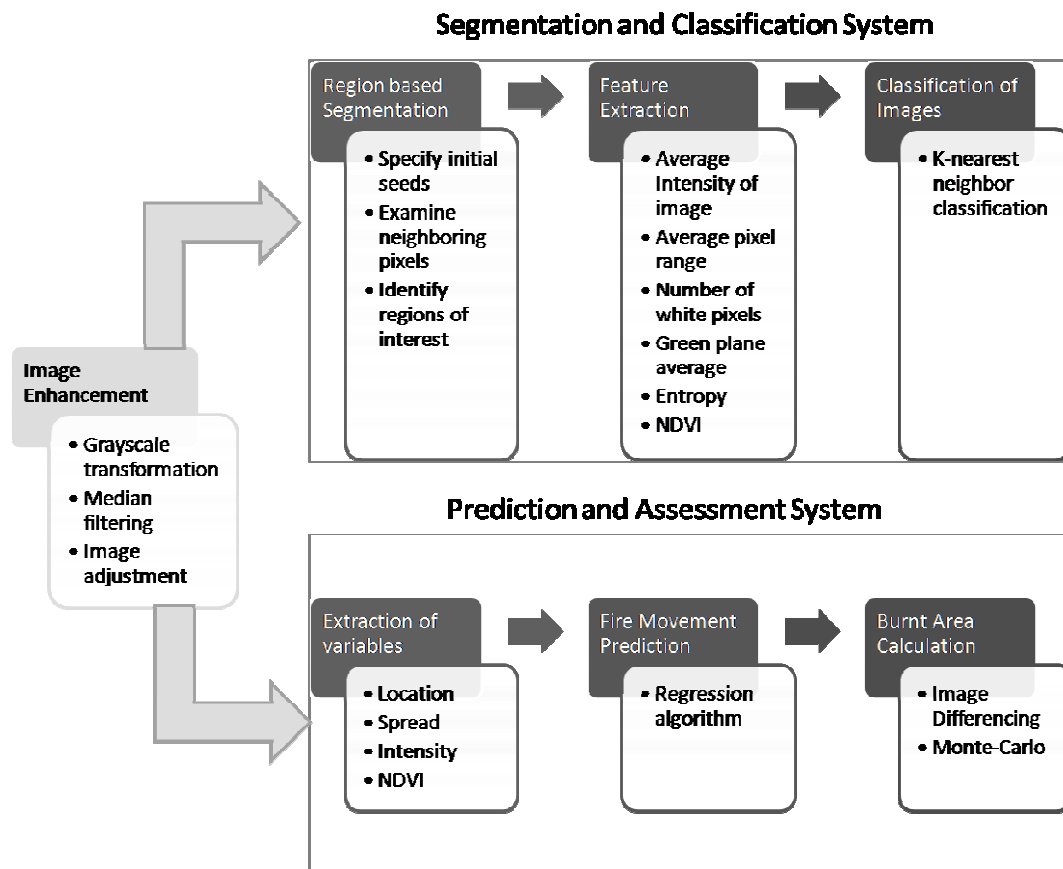 Segmentation and Classification System
Region based
Segmentation
• Specify initial
seeds
• Examine
neighboring
pixels
• Identify
regions of
interest
Feature
Extraction
• Average
Intensity of
image
• Average pixel
range
• Number of
white pixels
• Green plane
average
• Entropy
• NDVI
Classification of
Images
• K-nearest
neighbor
classification
Image
Enhancement
• Grayscale
transformation
• Median
filtering
• Image
adjustment
Prediction and Assessment System
Extraction of
variables
• Location
• Spread
• Intensity
• NDVI
Fire Movement
Prediction
• Regression
algorithm
Burnt Area
Calculation
• Image
Differencing
• Monte-Carlo